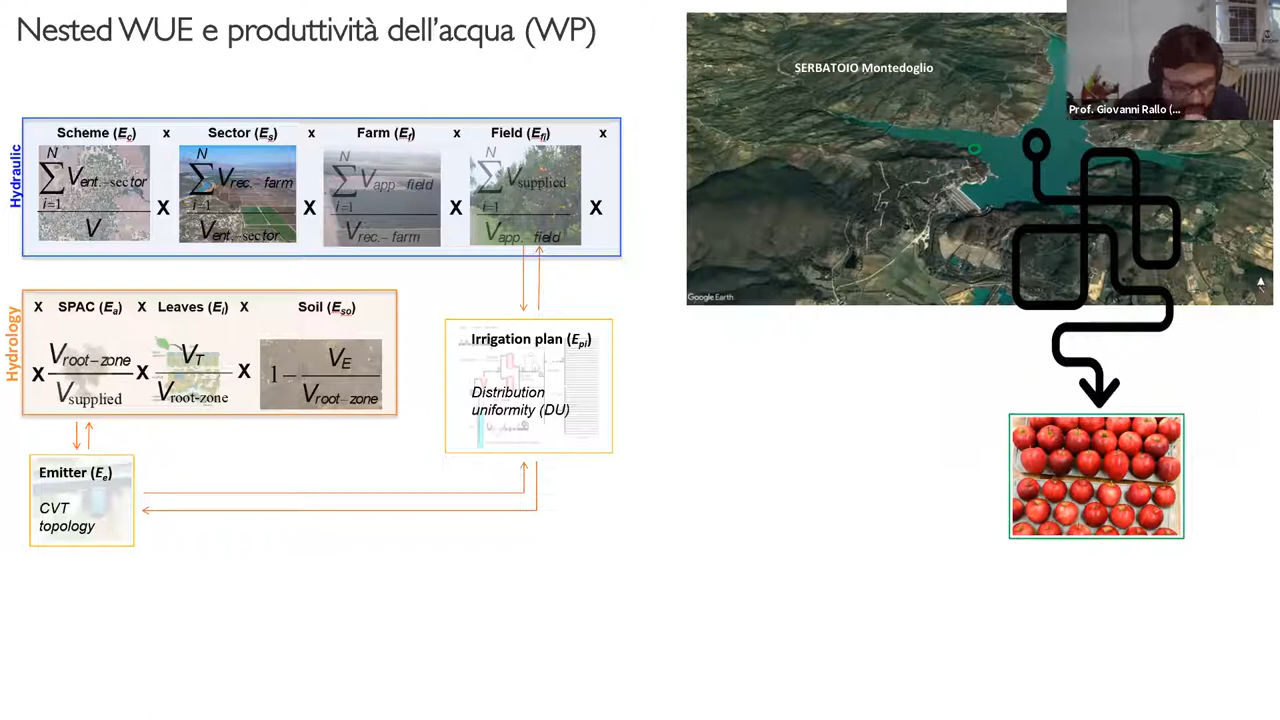 Nested WUE e produttività dell'acqua (WP)
SERBATOIO Montedoglio
Prof. Giovanni Rallo (...
Google Earth
Hydraulic
Scheme (Ec) x Sector (Es) x Farm (Ef) x Field (Efl) x
N N N N
∑ Vent.-sector ∑ Vrec.-farm ∑ Vapp.-field ∑ Vsupplied
i=1 i=1 i=1 i=1
X X X X
V Vent.-sector Vrec.-farm Vapp.-field
Hydrology
X SPAC (Ea) X Leaves (El) X Soil (Eso)
Vroot-zone VT VE
X X X 1-
Vsupplied Vroot-zone Vroot-zone
Irrigation plan (Epi)
Distribution
uniformity (DU)
Emitter (Ee)
CVT
topology